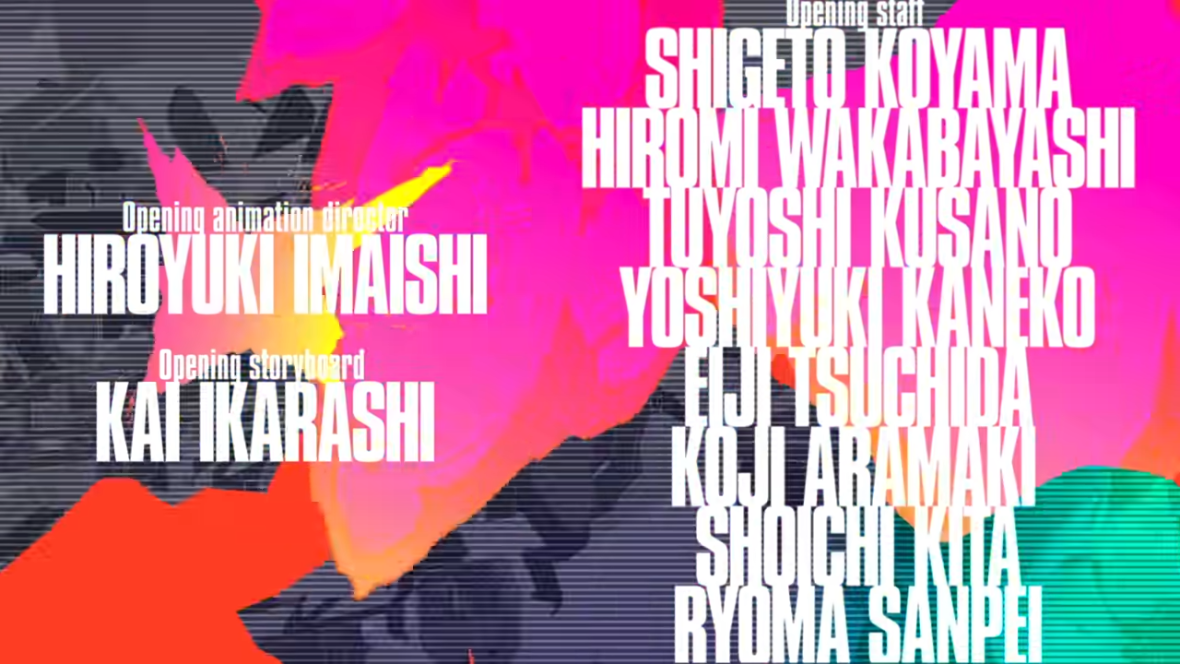 Opening animation director
HIROYUKI IMAISHI
Opening storyboard
KAI IKARASHI
Opening staff
SHIGETO KOYAMA
HIROMI WAKABAYASHI
TUYOSHI KUSANO
YOSHIYUKI KANEKO
EIJI TSUCHIDA
KOJI ARAMAKI
SHOICHI KITA
RYOMA SANPEI